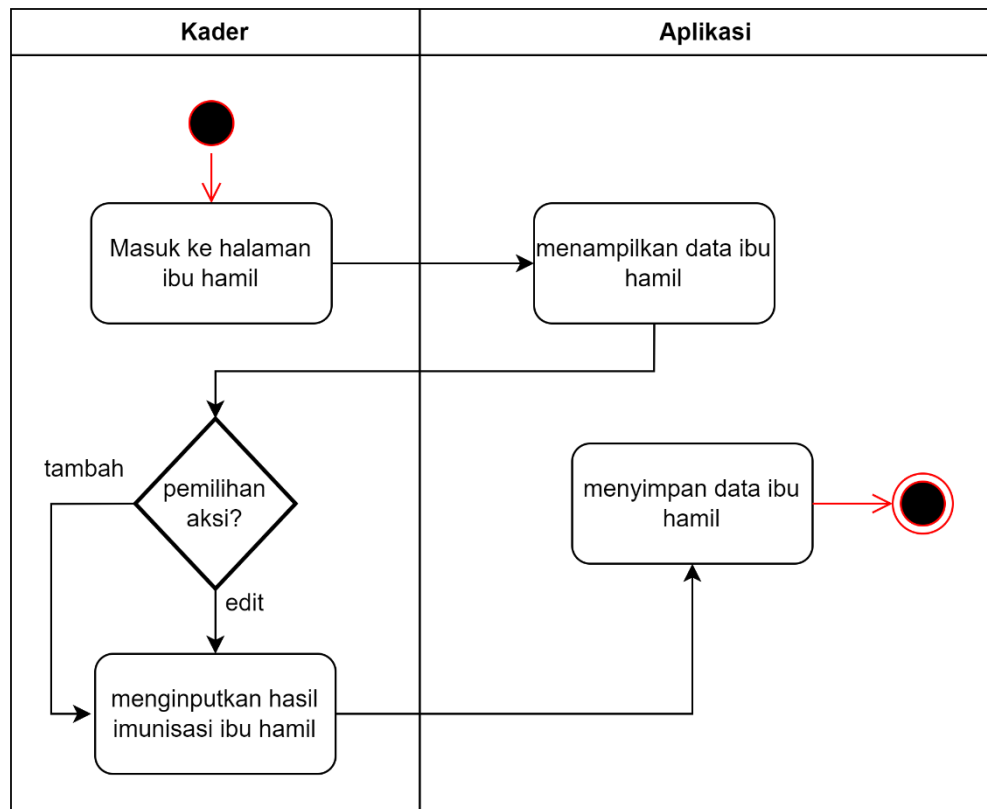 Kader
Aplikasi
Masuk ke halaman
ibu hamil
menampilkan data ibu
hamil
tambah
pemilihan
aksi?
edit
menyimpan data ibu
hamil
menginputkan hasil
imunisasi ibu hamil